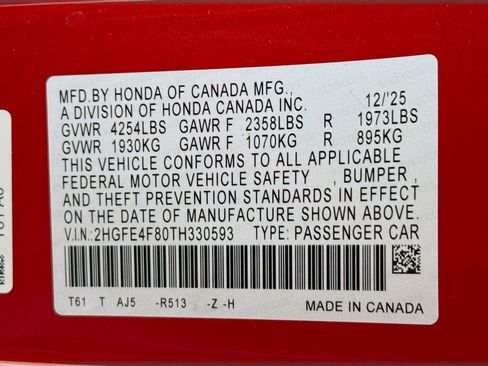 MFD.BY HONDA OF CANADA MFG.,
A DIVISION OF HONDA CANADA INC. 12/'25
GVWR 4254LBS GAWR F 2358LBS R 1973LBS
GVWR 1930KG GAWR F 1070KG R 895KG
THIS VEHICLE CONFORMS TO ALL APPLICABLE
FEDERAL MOTOR VEHICLE SAFETY , BUMPER ,
AND THEFT PREVENTION STANDARDS IN EFFECT
ON THE DATE OF MANUFACTURE SHOWN ABOVE.
V.I.N:2HGFE4F80TH330593 TYPE: PASSENGER CAR
T61 T AJ5 -R513 -Z -H MADE IN CANADA